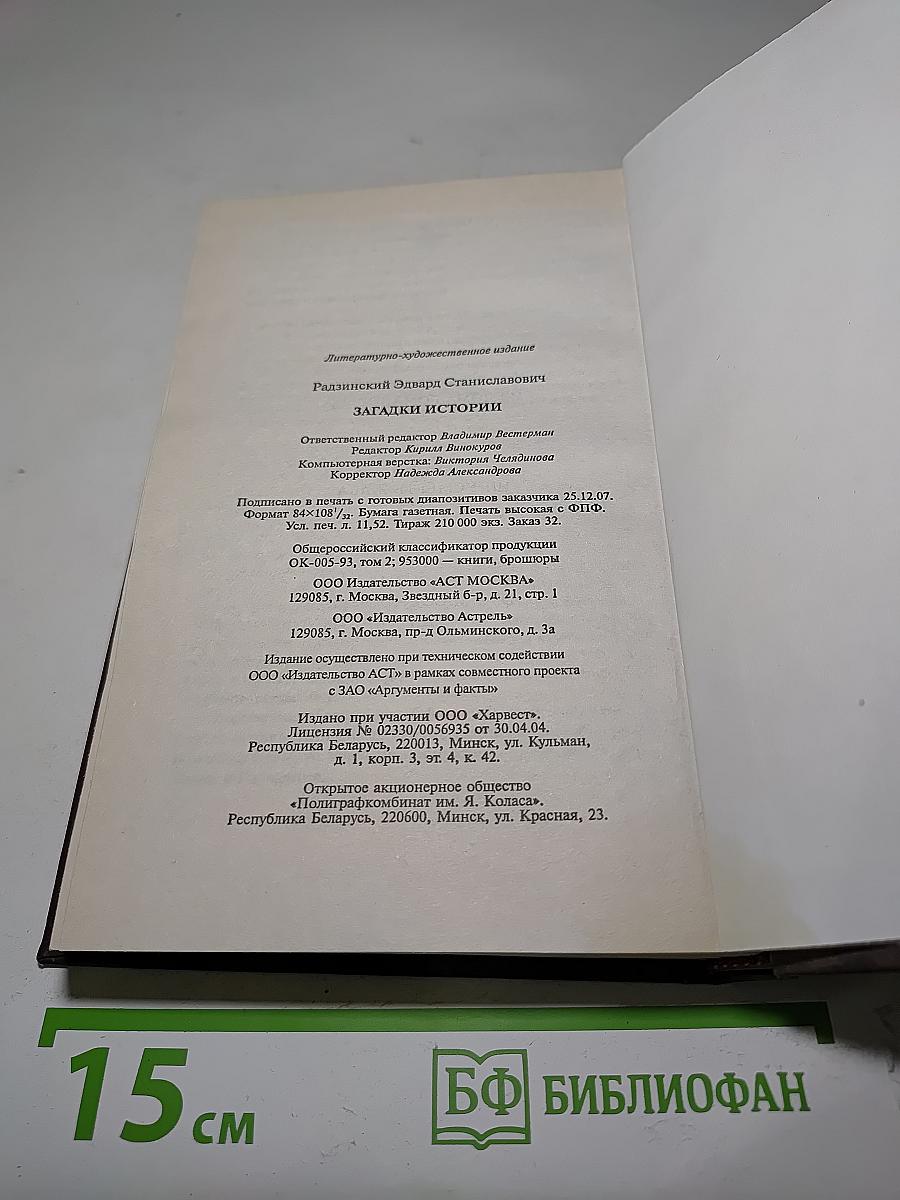 Литературно-художественное издание
Радзинский Эдвард Станиславович
ЗАГАДКИ ИСТОРИИ
Ответственный редактор Владимир Вестерман
Редактор Кирилл Винокуров
Компьютерная верстка: Виктория Челядинова
Корректор Надежда Александрова
Подписано в печать с готовых диапозитивов заказчика 25.12.07.
Формат 84×108¹/₃₂. Бумага газетная. Печать высокая с ФПФ.
Усл. печ. л. 11,52. Тираж 210 000 экз. Заказ 32.
Общероссийский классификатор продукции
ОК-005-93, том 2; 953000 — книги, брошюры
ООО Издательство «АСТ МОСКВА»
129085, г. Москва, Звездный б-р, д. 21, стр. 1
ООО «Издательство Астрель»
129085, г. Москва, пр-д Ольминского, д. 3а
Издание осуществлено при техническом содействии
ООО «Издательство АСТ» в рамках совместного проекта
с ЗАО «Аргументы и факты»
Издано при участии ООО «Харвест».
Лицензия № 02330/0056935 от 30.04.04.
Республика Беларусь, 220013, Минск, ул. Кульман,
д. 1, корп. 3, эт. 4, к. 42.
Открытое акционерное общество
«Полиграфкомбинат им. Я. Коласа».
Республика Беларусь, 220600, Минск, ул. Красная, 23.
15 см
БФ БИБЛИОФАН